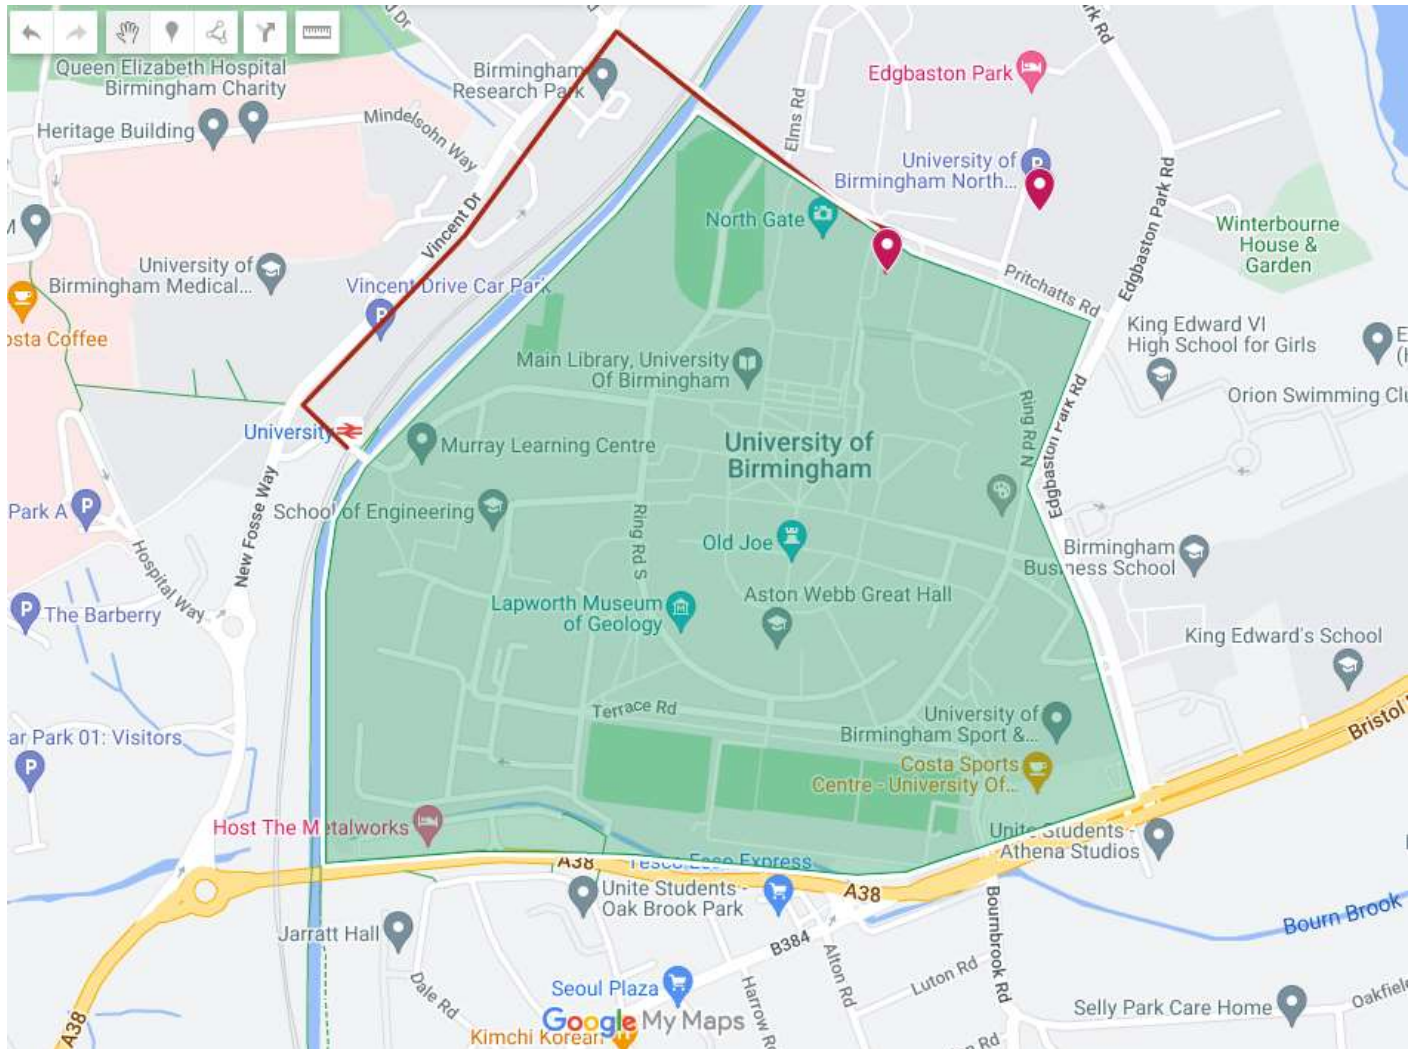 Queen Elizabeth Hospital
Birmingham Charity
Birmingham
Research Park
Edgbaston Park
Park Rd
Heritage Building
Mindelsohn Way
Elms Rd
University of
Birmingham North...
Edgbaston Park Rd
North Gate
Vincent Dr
Winterbourne
House &
Garden
University of
Birmingham Medical...
Vincent Drive Car Park
Pritchatts Rd
osta Coffee
King Edward VI
High School for Girls
Main Library, University
Of Birmingham
Orion Swimming Clu
University
Murray Learning Centre
University of
Birmingham
Ring Rd N
Edgbaston Park Rd
Park A
School of Engineering
New Fosse Way
Hospital Way
Ring Rd S
Old Joe
Birmingham
Business School
The Barberry
Lapworth Museum
of Geology
Aston Webb Great Hall
King Edward's School
Terrace Rd
University of
Birmingham Sport &...
Bristol
ar Park 01: Visitors
Costa Sports
Centre - University Of...
Host The Metalworks
A38
Tesco Esso Express
Unite Students -
Athena Studios
Unite Students -
Oak Brook Park
A38
Bourn Brook
Jarratt Hall
B384
Bournbrook Rd
Alton Rd
Luton Rd
Dale Rd
Seoul Plaza
Harrow Rd
Selly Park Care Home
Oakfiel
A38
Google My Maps
Kimchi Korean
Rd